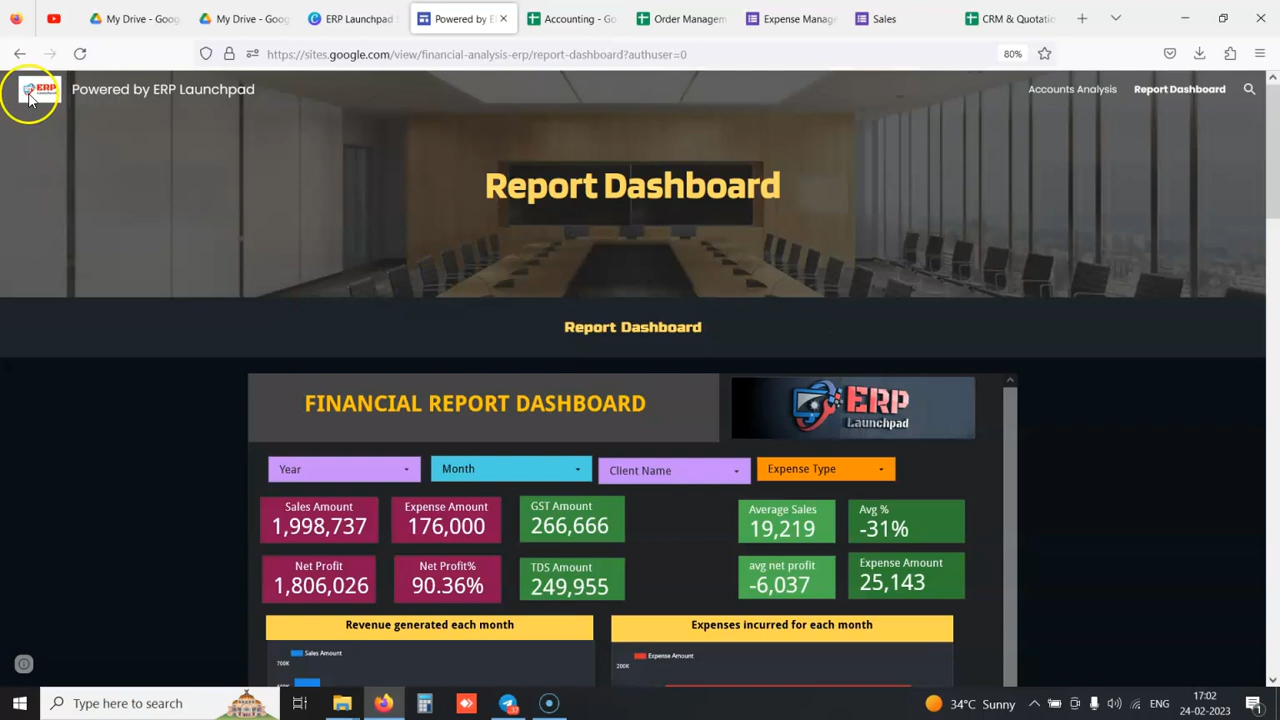 My Drive - Goog
My Drive - Goog
ERP Launchpad
Powered by E
Accounting - Go
Order Managem
Expense Manag
Sales
CRM & Quotatio
https://sites.google.com/view/financial-analysis-erp/report-dashboard?authuser=0
80%
ERP
Powered by ERP Launchpad
Accounts Analysis
Report Dashboard
Report Dashboard
Report Dashboard
FINANCIAL REPORT DASHBOARD
ERP
Launchpad
Year
Month
Client Name
Expense Type
Sales Amount
1,998,737
Expense Amount
176,000
GST Amount
266,666
Average Sales
19,219
Avg %
-31%
Net Profit
1,806,026
Net Profit%
90.36%
TDS Amount
249,955
avg net profit
-6,037
Expense Amount
25,143
Revenue generated each month
Expenses incurred for each month
Sales Amount
700K
Expense Amount
200K
Type here to search
34°C Sunny
ENG
17:02
24-02-2023